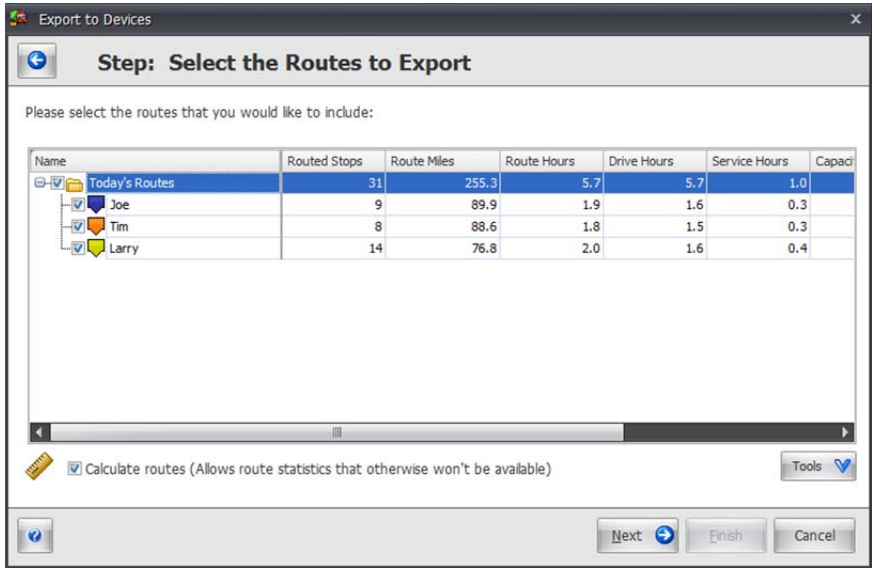 Export to Devices
Step: Select the Routes to Export
Please select the routes that you would like to include:
Name Routed Stops Route Miles Route Hours Drive Hours Service Hours Capaci
Today's Routes 31 255.3 5.7 5.7 1.0
Joe 9 89.9 1.9 1.6 0.3
Tim 8 88.6 1.8 1.5 0.3
Larry 14 76.8 2.0 1.6 0.4
Calculate routes (Allows route statistics that otherwise won't be available) Tools
Next Finish Cancel